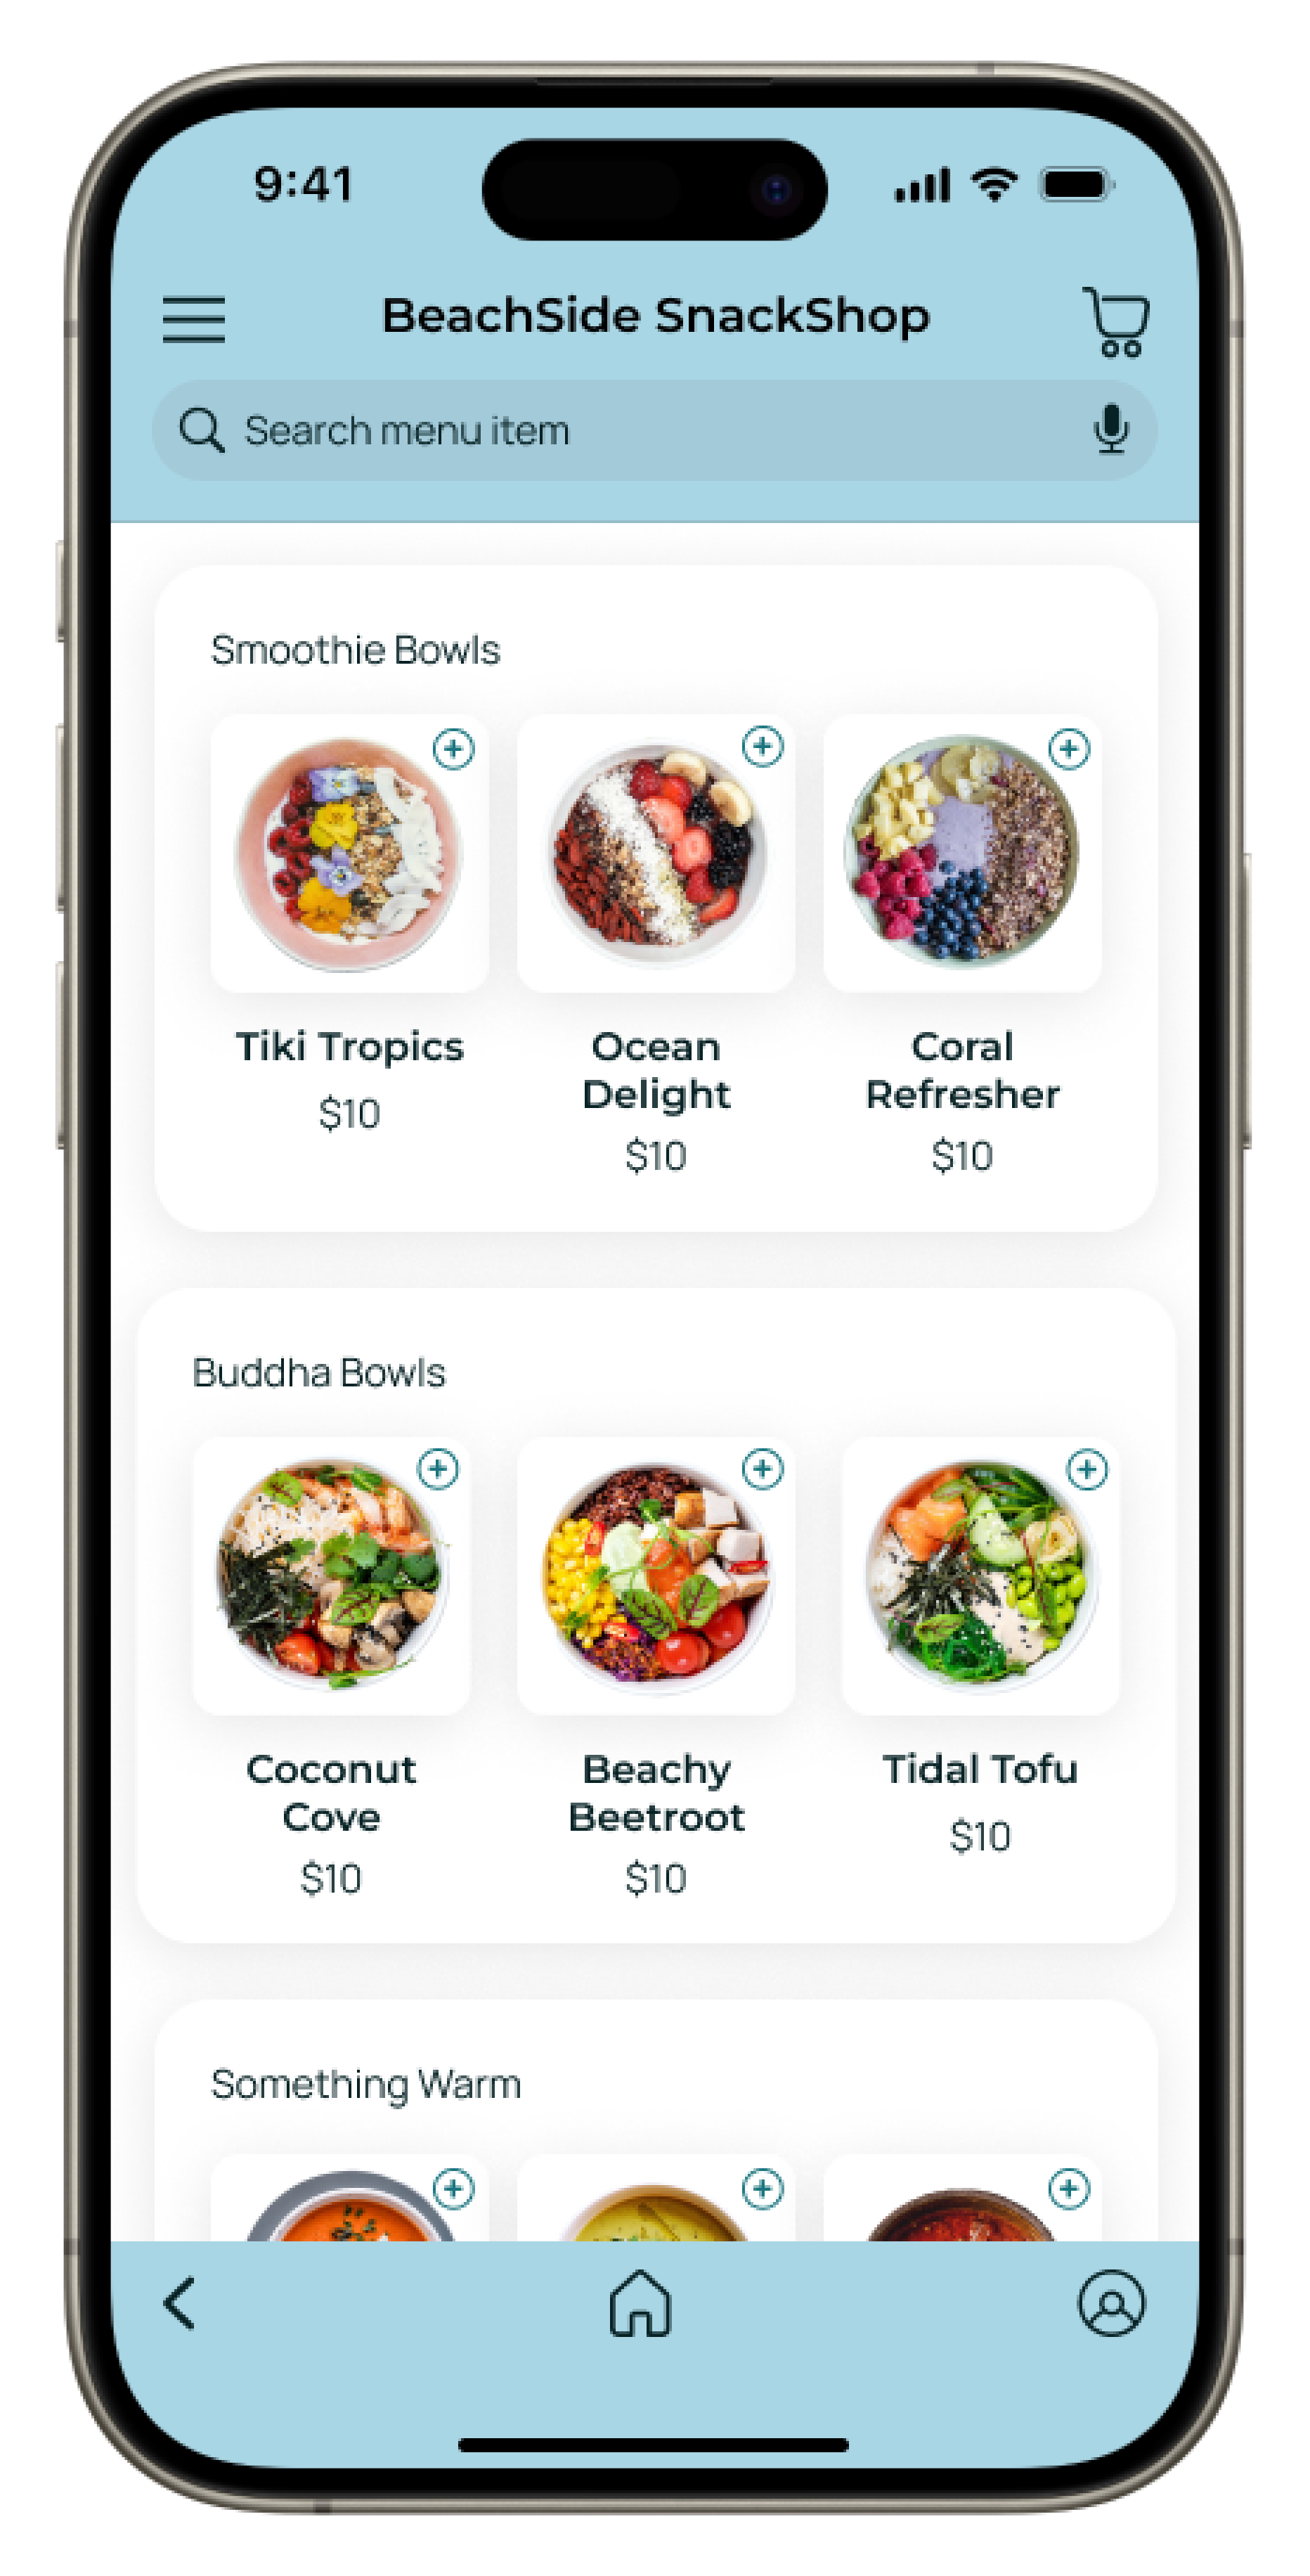 9:41
BeachSide SnackShop
Search menu item
Smoothie Bowls
Tiki Tropics
$10
Ocean
Delight
$10
Coral
Refresher
$10
Buddha Bowls
Coconut
Cove
$10
Beachy
Beetroot
$10
Tidal Tofu
$10
Something Warm